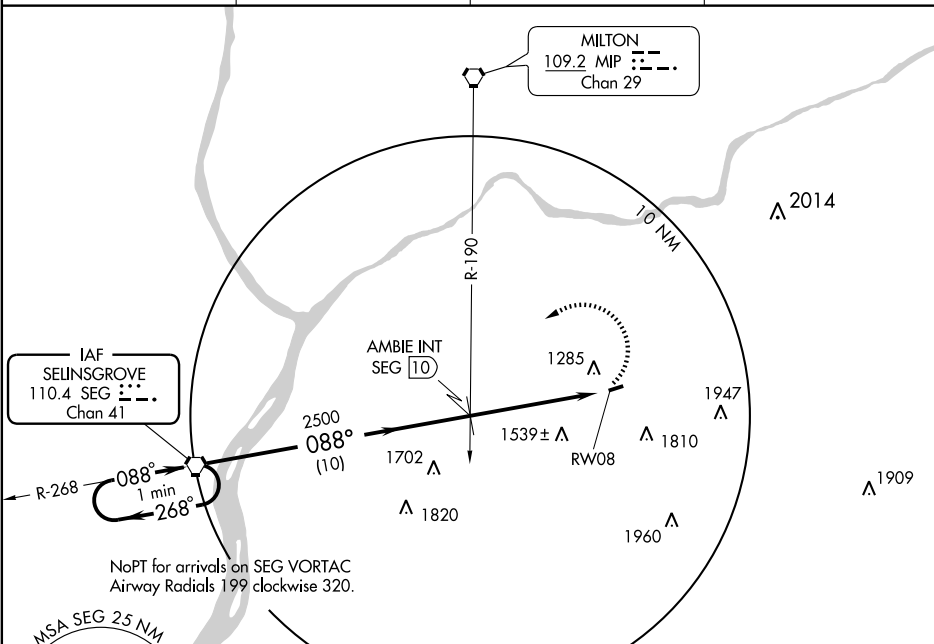 MILTON
109.2 MIP
Chan 29
2014
10 NM
R-190
AMBIE INT
SEG 10
1285
IAF
SELINSGROVE
110.4 SEG
Chan 41
2500
088°
(10)
1947
1539±
1810
RW08
1702
1820
1909
1960
R-268
088°
1 min
268°
NoPT for arrivals on SEG VORTAC
Airway Radials 199 clockwise 320.
MSA SEG 25 NM